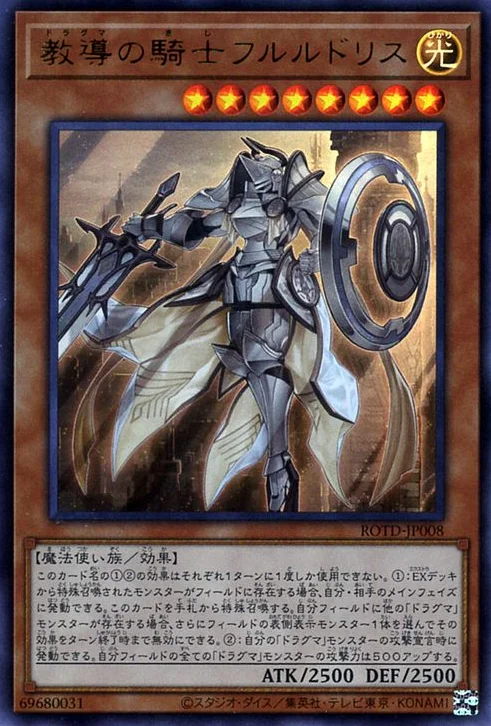 ドラグマ きし
教導の騎士フルルドリス
ひかり
光
ROTD-JP008
【魔法使い族/効果】
このカード名の①②の効果はそれぞれ1ターンに1度しか使用できない。①:EXデッキ
から特殊召喚されたモンスターがフィールドに存在する場合、自分・相手のメインフェイズ
に発動できる。このカードを手札から特殊召喚する。自分フィールドに他の「ドラグマ」モ
ンスターが存在する場合、さらにフィールドの表側表示モンスター1体を選んでその
効果をターン終了時まで無効にできる。②:自分の「ドラグマ」モンスターの攻撃宣言時に
発動できる。自分フィールドの全ての「ドラグマ」モンスターの攻撃力は500アップする。
ATK/2500 DEF/2500
69680031
©スタジオ・ダイス/集英社・テレビ東京・KONAMI